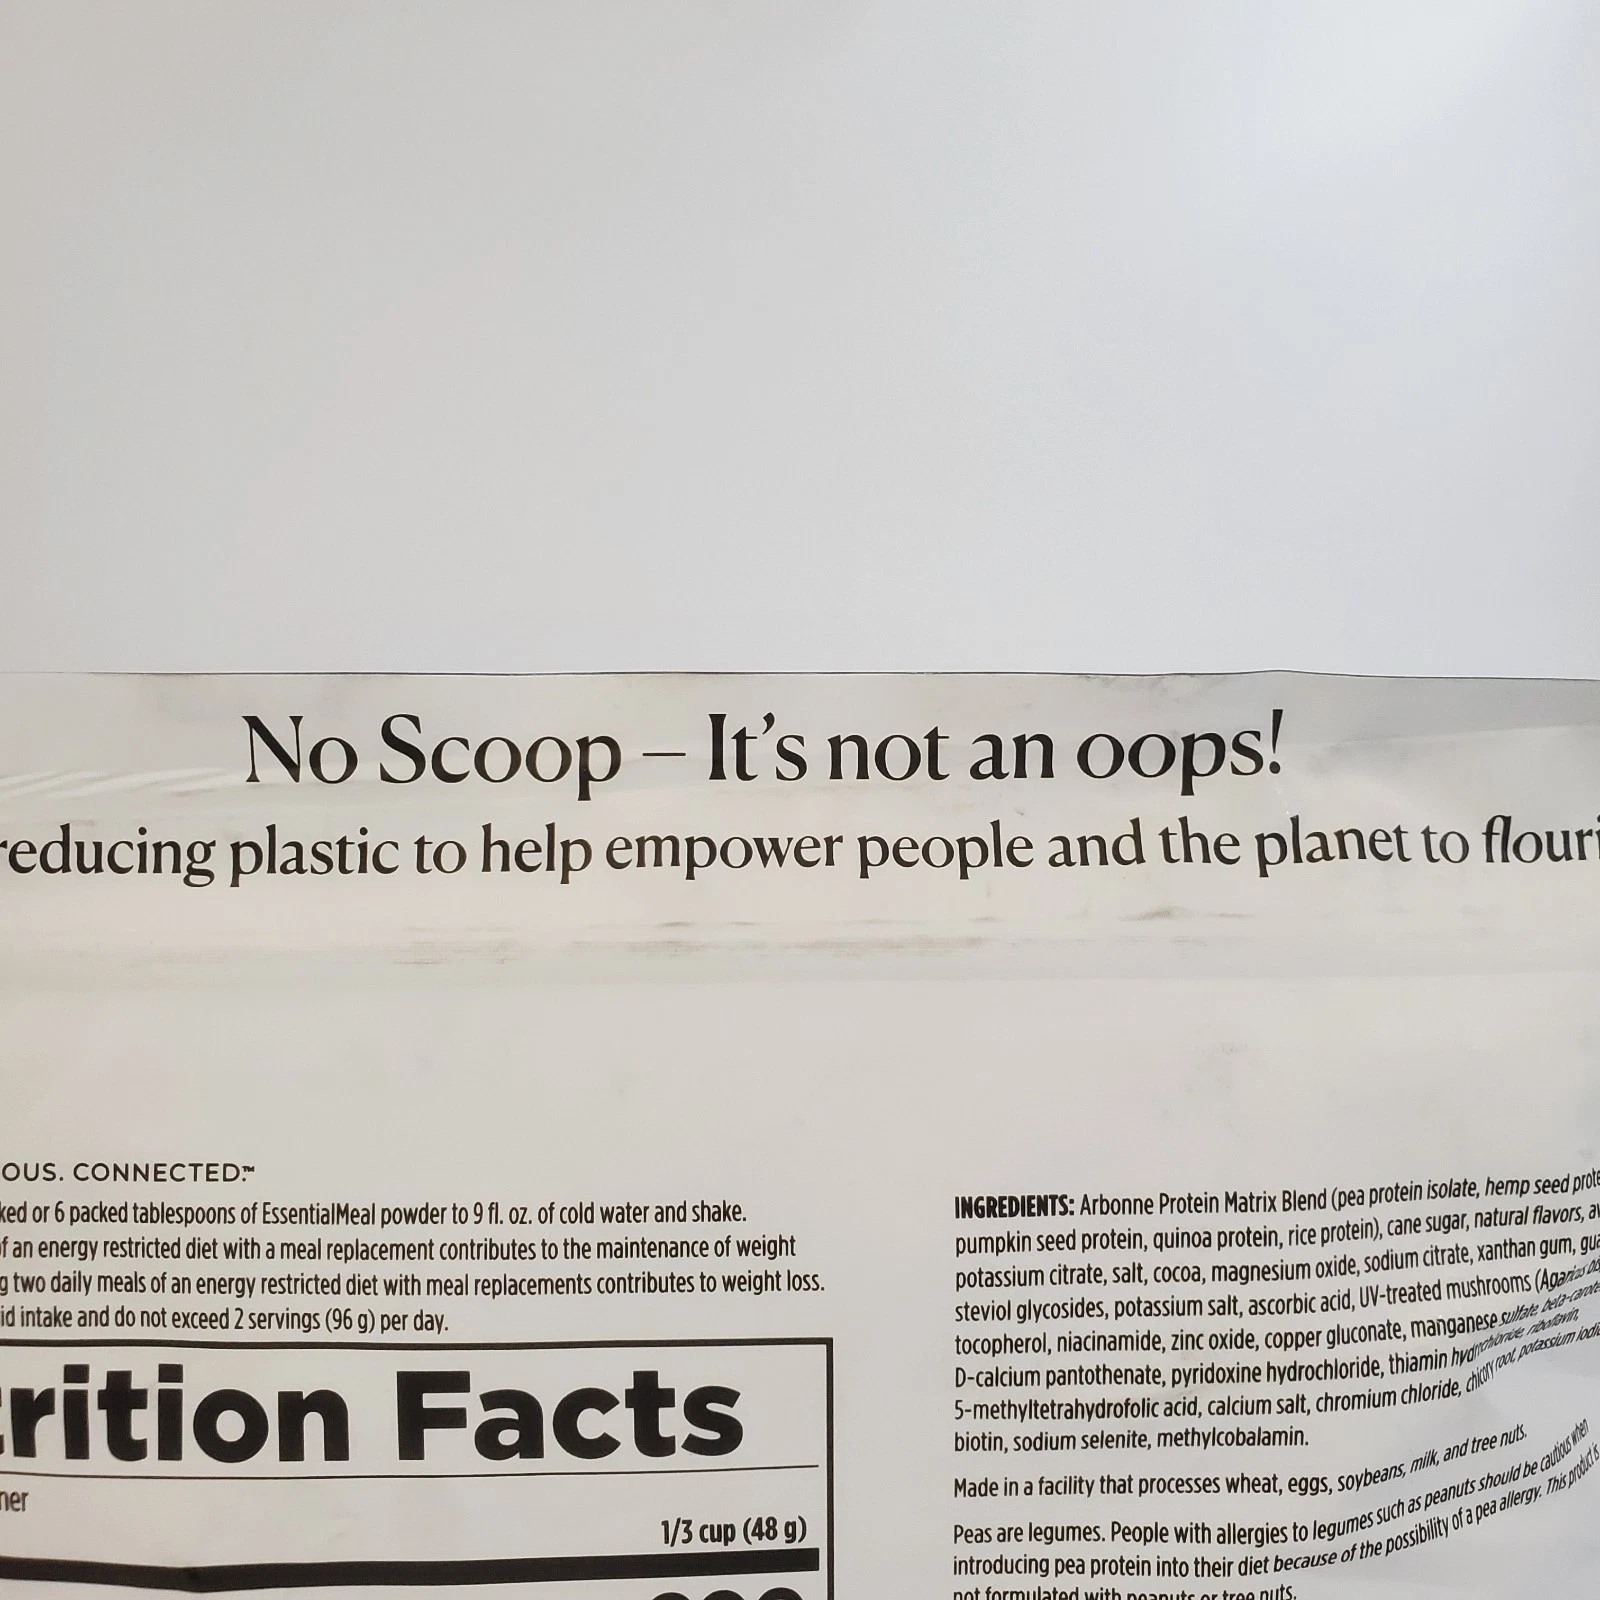 No Scoop – It's not an oops!
reducing plastic to help empower people and the planet to flouri
OUS. CONNECTED.™
ked or 6 packed tablespoons of EssentialMeal powder to 9 fl. oz. of cold water and shake.
f an energy restricted diet with a meal replacement contributes to the maintenance of weight
g two daily meals of an energy restricted diet with meal replacements contributes to weight loss.
id intake and do not exceed 2 servings (96 g) per day.
trition Facts
ner
1/3 cup (48 g)
INGREDIENTS: Arbonne Protein Matrix Blend (pea protein isolate, hemp seed prote
pumpkin seed protein, quinoa protein, rice protein), cane sugar, natural flavors,
potassium citrate, salt, cocoa, magnesium oxide, sodium citrate, xanthan gum,
steviol glycosides, potassium salt, ascorbic acid, UV-treated mushrooms (Agaricus
tocopherol, niacinamide, zinc oxide, copper gluconate, manganese sulfate, beta-carote
D-calcium pantothenate, pyridoxine hydrochloride, thiamin hydrochloride, riboflavin,
5-methyltetrahydrofolic acid, calcium salt, chromium chloride, chicory root, potassium iodi
biotin, sodium selenite, methylcobalamin.
Made in a facility that processes wheat, eggs, soybeans, milk, and tree nuts.
Peas are legumes. People with allergies to legumes such as peanuts should be cautious when
introducing pea protein into their diet because of the possibility of a pea allergy. This product is
not formulated with peanuts or tree nuts.